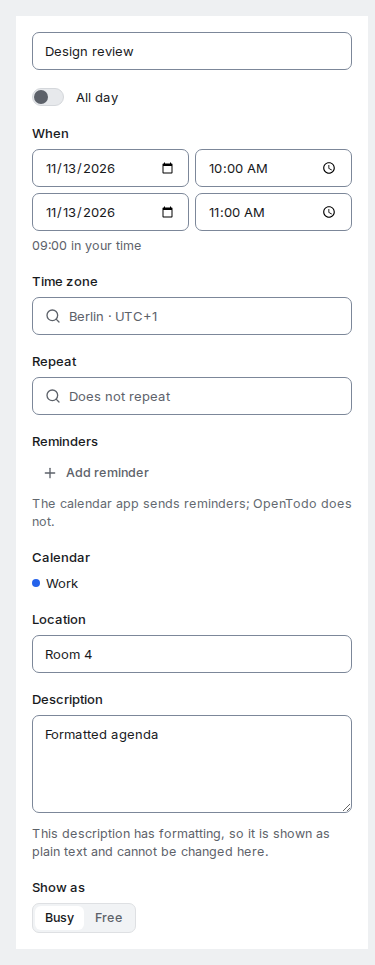 Design review
All day
When
11/13/2026
10:00 AM
11/13/2026
11:00 AM
09:00 in your time
Time zone
Berlin · UTC+1
Repeat
Does not repeat
Reminders
Add reminder
The calendar app sends reminders; OpenTodo does
not.
Calendar
Work
Location
Room 4
Description
Formatted agenda
This description has formatting, so it is shown as
plain text and cannot be changed here.
Show as
Busy
Free